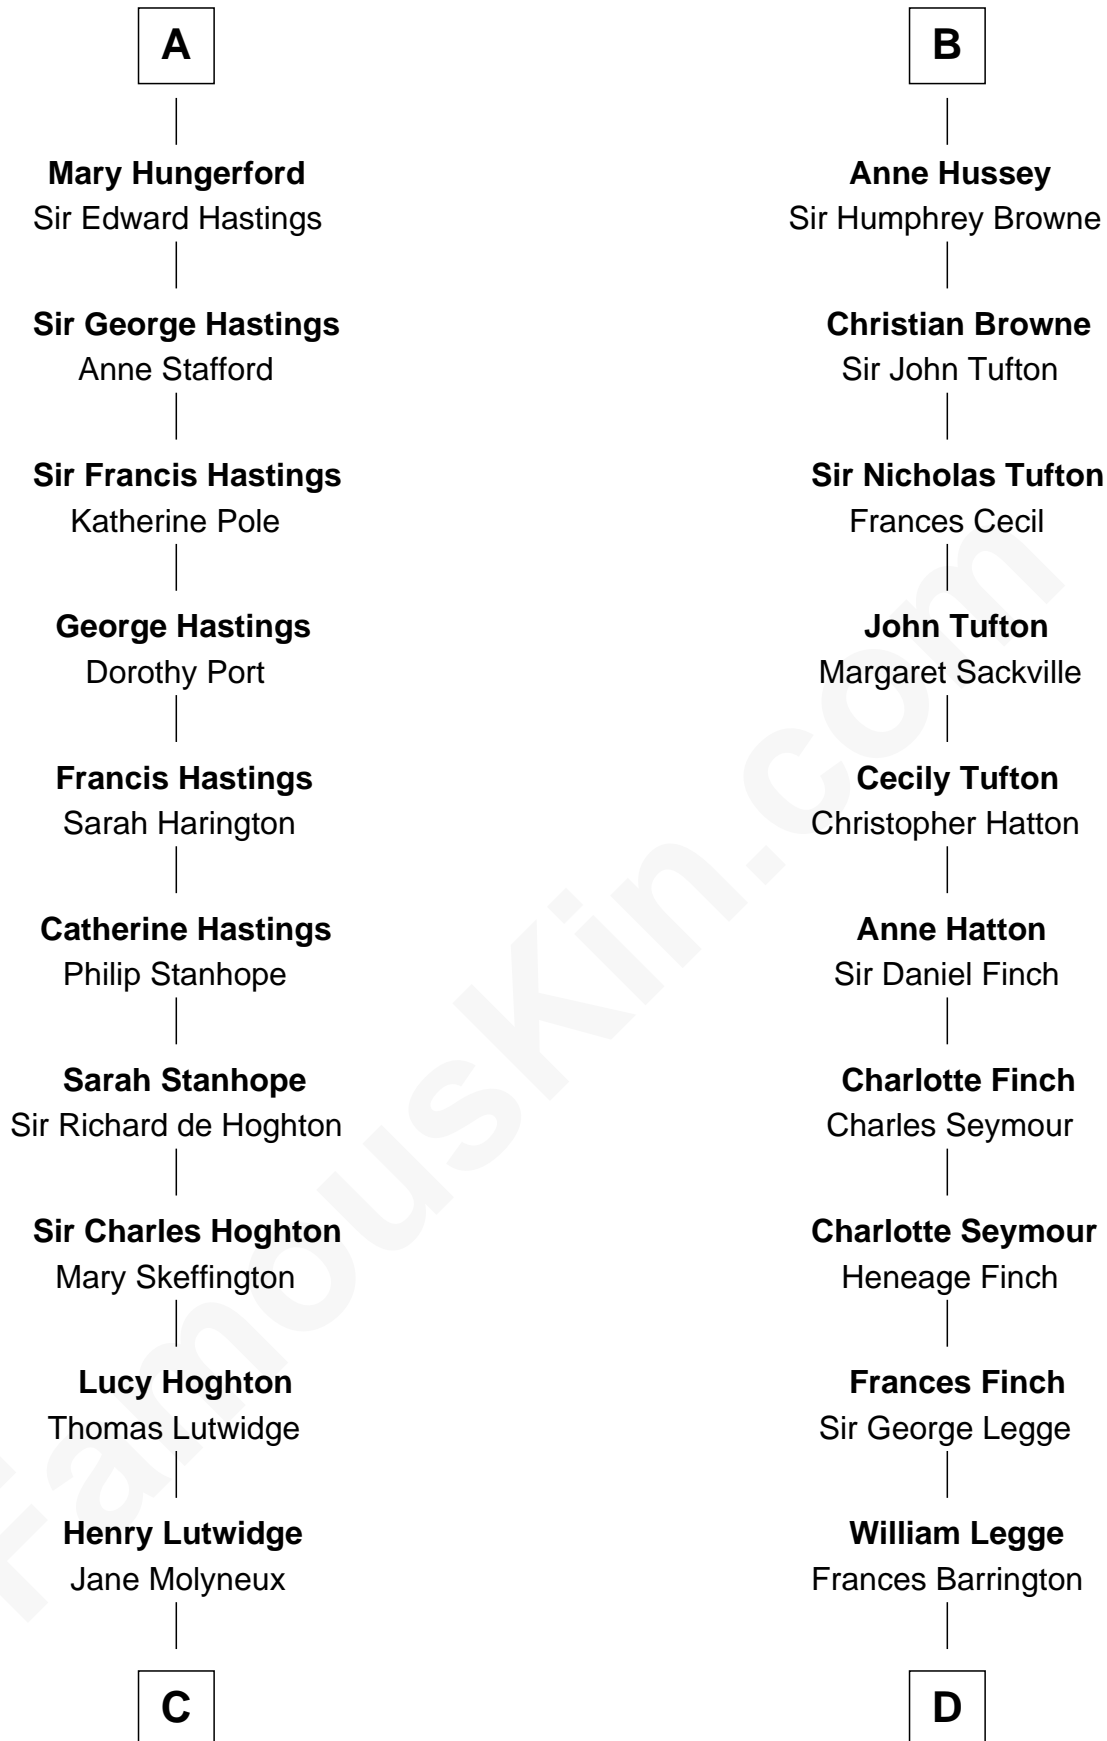 A
Mary Hungerford
Sir Edward Hastings
Sir George Hastings
Anne Stafford
Sir Francis Hastings
Katherine Pole
George Hastings
Dorothy Port
Francis Hastings
Sarah Harington
Catherine Hastings
Philip Stanhope
Sarah Stanhope
Sir Richard de Hoghton
Sir Charles Hoghton
Mary Skeffington
Lucy Hoghton
Thomas Lutwidge
Henry Lutwidge
Jane Molyneux
C
B
Anne Hussey
Sir Humphrey Browne
Christian Browne
Sir John Tufton
Sir Nicholas Tufton
Frances Cecil
John Tufton
Margaret Sackville
Cecily Tufton
Christopher Hatton
Anne Hatton
Sir Daniel Finch
Charlotte Finch
Charles Seymour
Charlotte Seymour
Heneage Finch
Frances Finch
Sir George Legge
William Legge
Frances Barrington
D
FamousKin.com